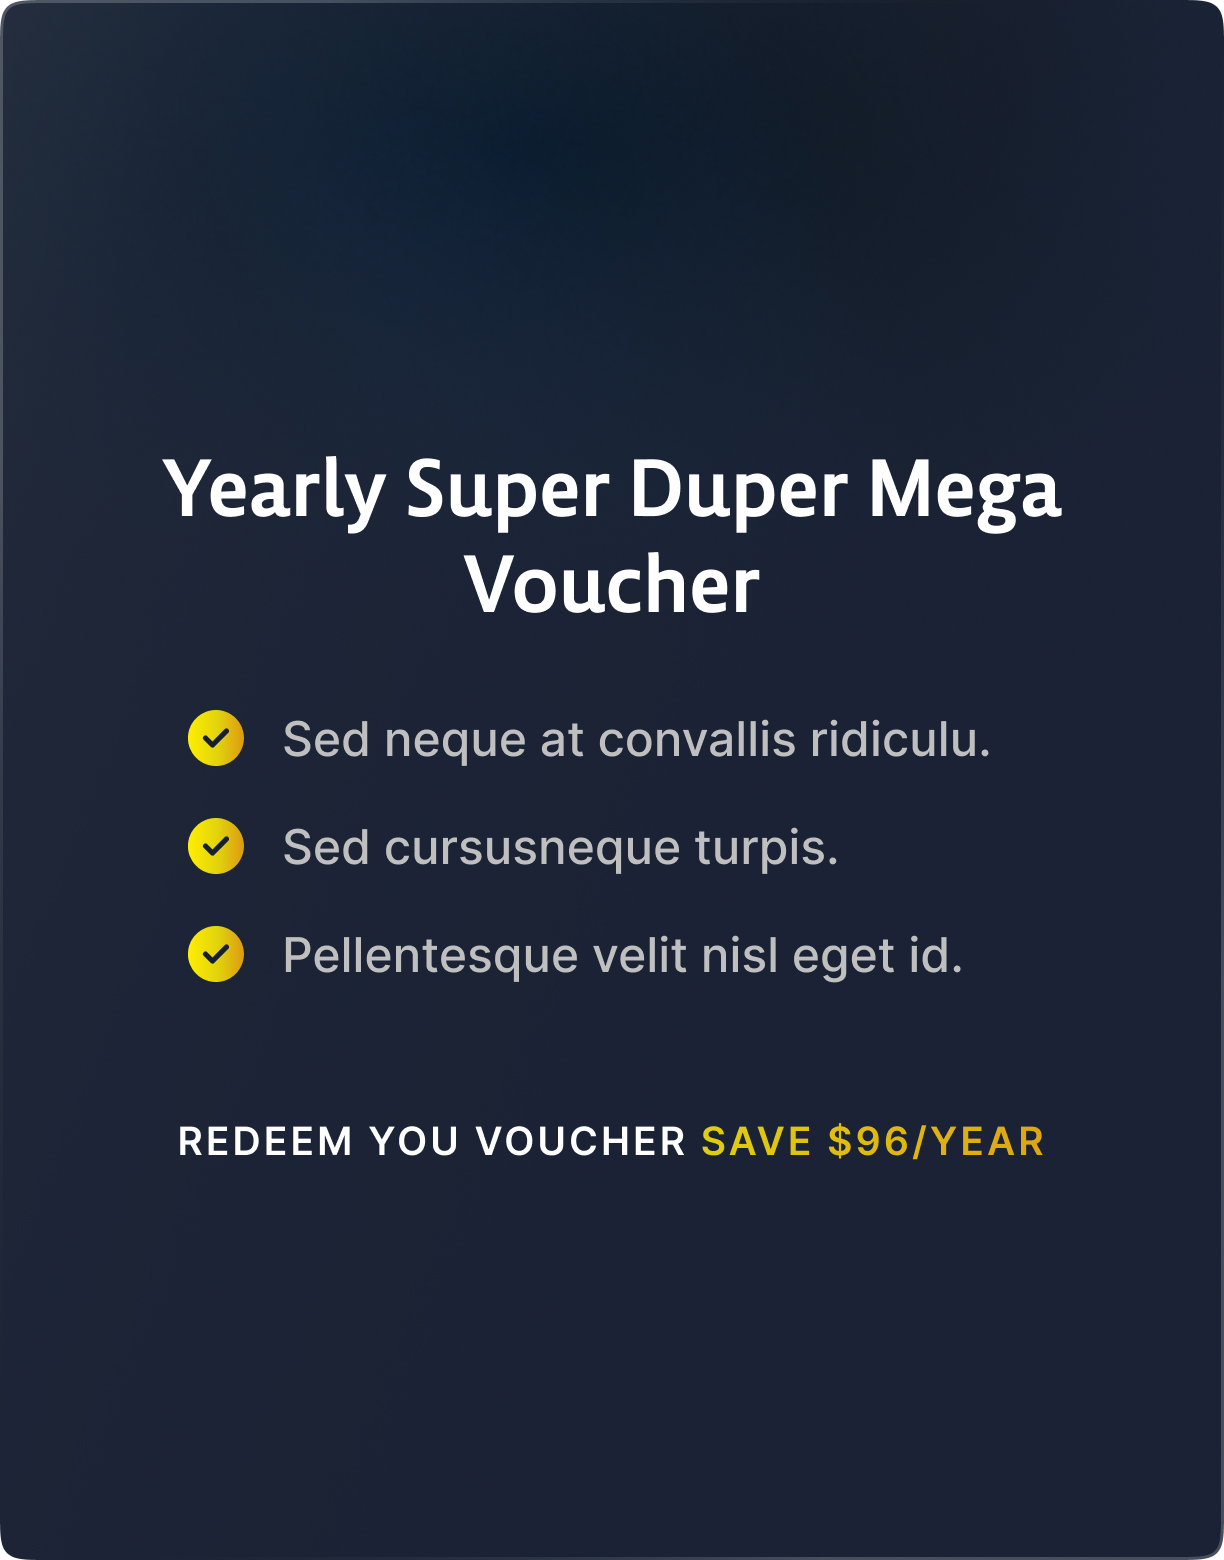 Yearly Super Duper Mega
Voucher
Sed neque at convallis ridiculu.
Sed cursusneque turpis.
Pellentesque velit nisl eget id.
REDEEM YOU VOUCHER SAVE $96/YEAR